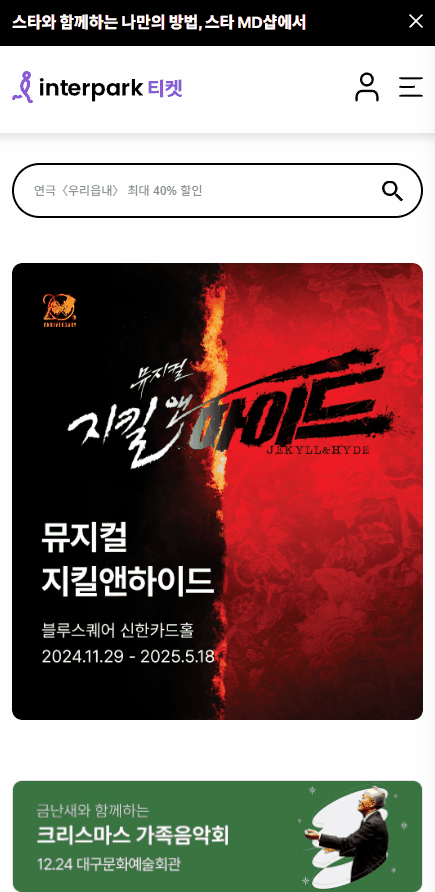 스타와 함께하는 나만의 방법, 스타 MD샵에서
interpark 티켓
연극〈우리읍내〉 최대 40% 할인
20
ANNIVERSARY
뮤지컬
지킬앤하이드
JEKYLL&HYDE
뮤지컬
지킬앤하이드
블루스퀘어 신한카드홀
2024.11.29 - 2025.5.18
금난새와 함께하는
크리스마스 가족음악회
12.24 대구문화예술회관